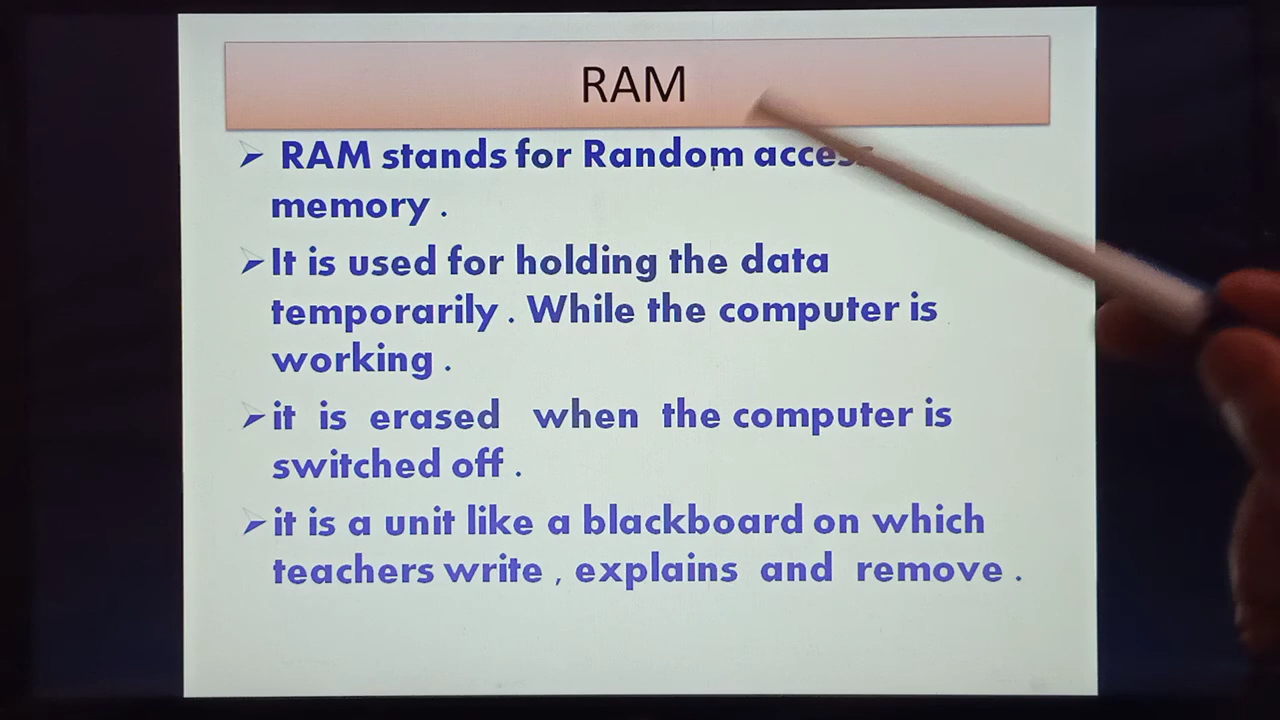 RAM
RAM stands for Random access
memory .
It is used for holding the data
temporarily . While the computer is
working .
it is erased when the computer is
switched off .
it is a unit like a blackboard on which
teachers write , explains and remove .